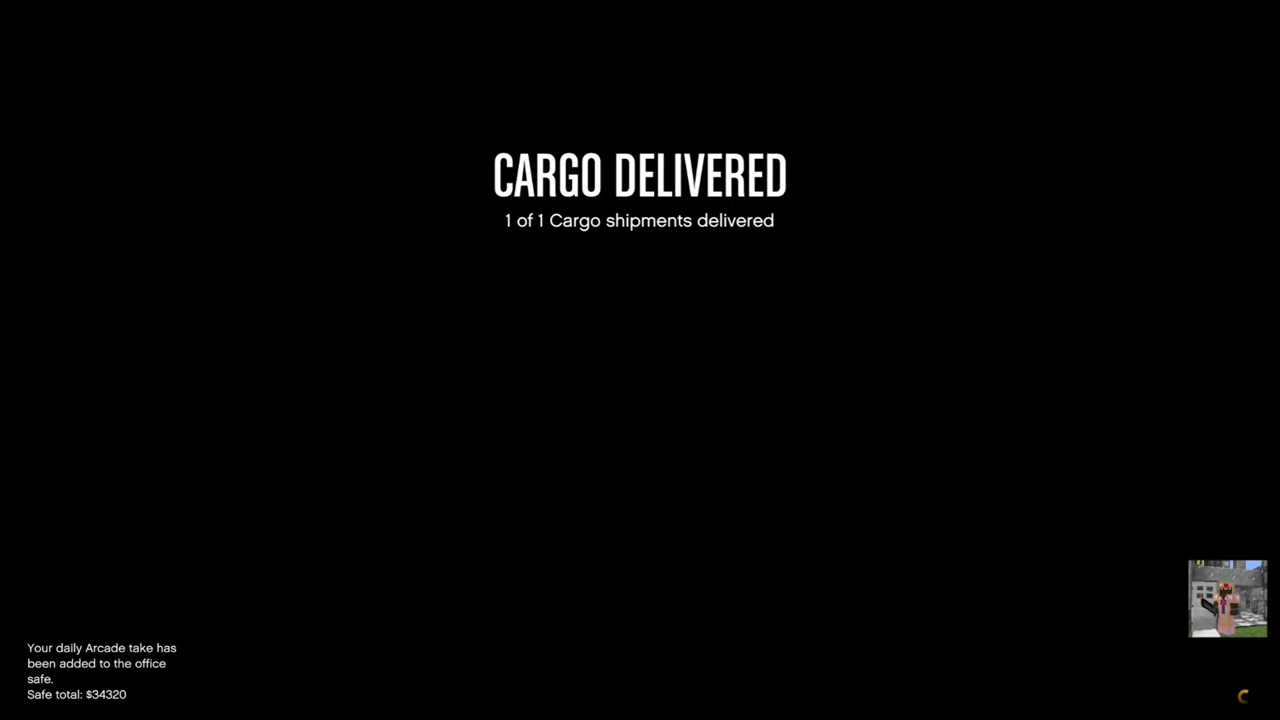 CARGO DELIVERED
1 of 1 Cargo shipments delivered
Your daily Arcade take has
been added to the office
safe.
Safe total: $34320